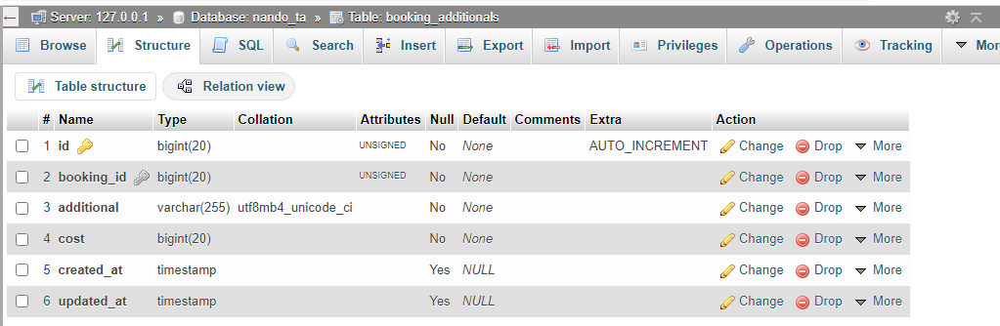 Server: 127.0.0.1 » Database: nando_ta » Table: booking_additionals
Browse Structure SQL Search Insert Export Import Privileges Operations Tracking Mor
Table structure Relation view
# Name Type Collation Attributes Null Default Comments Extra Action
1 id bigint(20) UNSIGNED No None AUTO_INCREMENT Change Drop More
2 booking_id bigint(20) UNSIGNED No None Change Drop More
3 additional varchar(255) utf8mb4_unicode_ci No None Change Drop More
4 cost bigint(20) No None Change Drop More
5 created_at timestamp Yes NULL Change Drop More
6 updated_at timestamp Yes NULL Change Drop More